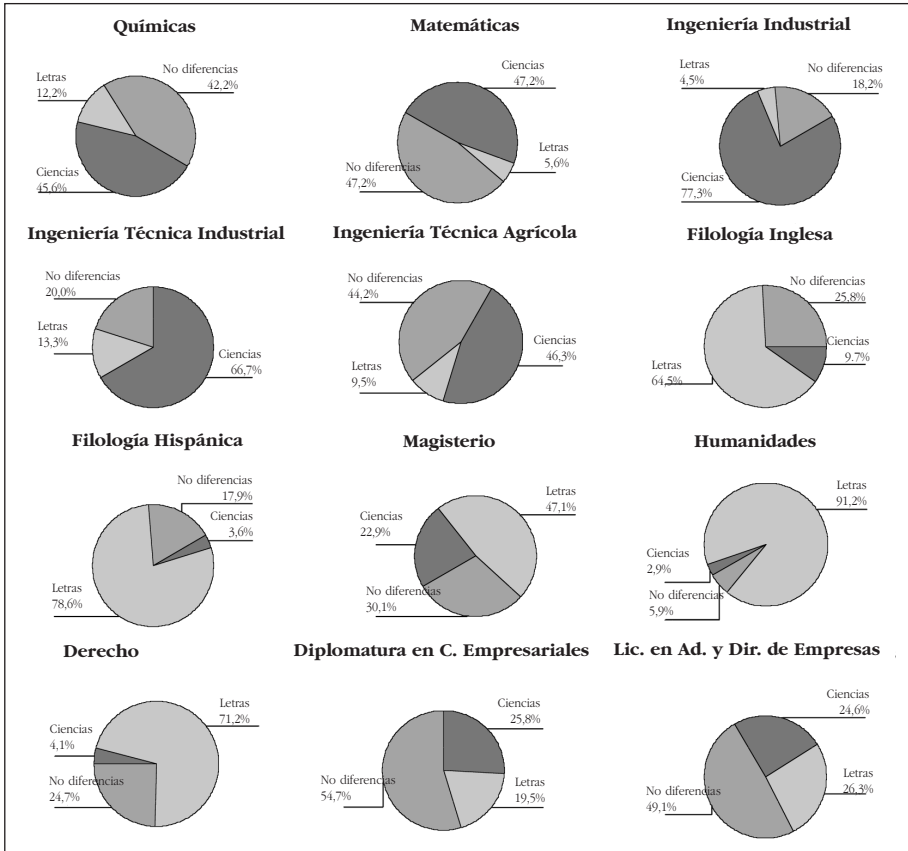 Químicas
Letras
12,2%
No diferencias
42,2%
Ciencias
45,6%
Matemáticas
Ciencias
47,2%
Letras
5,6%
No diferencias
47,2%
Ingeniería Industrial
Letras
4,5%
No diferencias
18,2%
Ciencias
77,3%
Ingeniería Técnica Industrial
No diferencias
20,0%
Letras
13,3%
Ciencias
66,7%
Ingeniería Técnica Agrícola
No diferencias
44,2%
Letras
9,5%
Ciencias
46,3%
Filología Inglesa
No diferencias
25,8%
Ciencias
9.7%
Letras
64,5%
Filología Hispánica
No diferencias
17,9%
Ciencias
3,6%
Letras
78,6%
Magisterio
Letras
47,1%
Ciencias
22,9%
No diferencias
30,1%
Humanidades
Letras
91,2%
Ciencias
2,9%
No diferencias
5,9%
Derecho
Letras
71,2%
Ciencias
4,1%
No diferencias
24,7%
Diplomatura en C. Empresariales
Ciencias
25,8%
Letras
19,5%
No diferencias
54,7%
Lic. en Ad. y Dir. de Empresas
Ciencias
24,6%
Letras
26,3%
No diferencias
49,1%